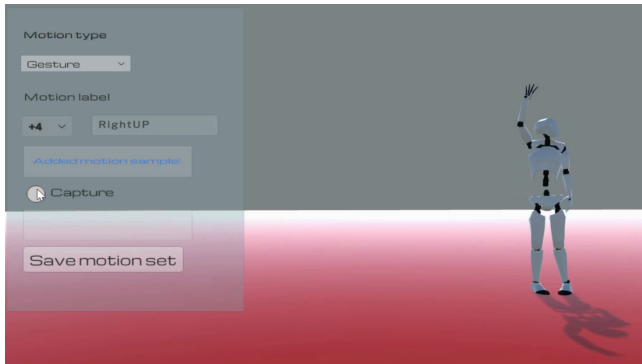 Motion type
Gesture
Motion label
+4
RightUP
Added motion sample!
Capture
Save motion set